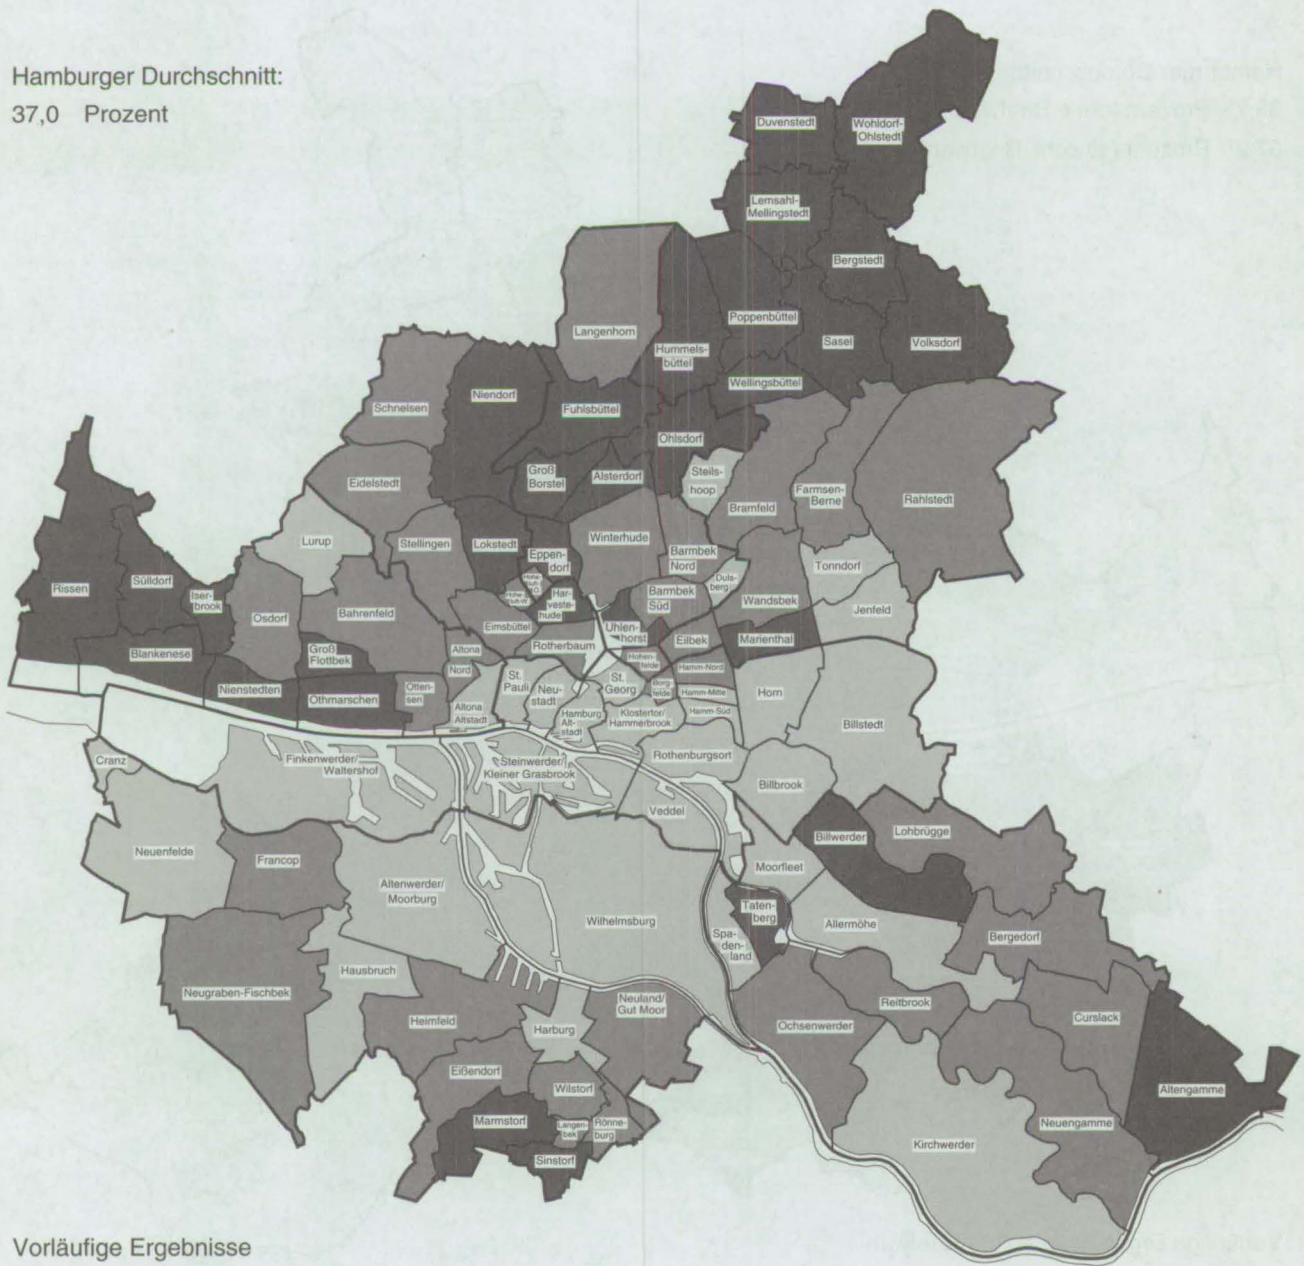 Hamburger Durchschnitt:
37,0 Prozent
Duvenstedt
Wohldorf-
Ohlstedt
Lemsahl-
Mellingstedt
Bergstedt
Poppenbüttel
Langenhorn
Hummels-
büttel
Sasel
Volksdorf
Wellingsbüttel
Niendorf
Schnelsen
Fuhlsbüttel
Ohlsdorf
Groß
Borstel
Alsterdorf
Steils-
hoop
Eidelstedt
Farmsen-
Berne
Rahlstedt
Bramfeld
Lurup
Stellingen
Lokstedt
Winterhude
Eppen-
dorf
Barmbek
Nord
Tonndorf
Rissen
Sülldorf
Iser-
brook
Osdorf
Bahrenfeld
Hohe-
luft-
O.
Hohe-
luft-W.
Har-
veste-
hude
Duls-
berg
Barmbek
Süd
Wandsbek
Jenfeld
Eimsbüttel
Uhlen-
horst
Rotherbaum
Eilbek
Marienthal
Blankenese
Groß
Flottbek
Altona
Nord
Hohen-
felde
Hamm-Nord
Nienstedten
Othmarschen
Otten-
sen
St.
Pauli
Neu-
stadt
St.
Georg
Borg-
felde
Hamm-Mitte
Horn
Altona
Altstadt
Hamburg
Alt-
stadt
Klostertor/
Hammerbrook
Hamm-Süd
Billstedt
Cranz
Finkenwerder/
Waltershof
Steinwerder/
Kleiner Grasbrook
Rothenburgsort
Billbrook
Veddel
Billwerder
Lohbrügge
Neuenfelde
Francop
Moorfleet
Altenwerder/
Moorburg
Wilhelmsburg
Taten-
berg
Allermöhe
Bergedorf
Spa-
den-
land
Hausbruch
Neugraben-Fischbek
Neuland/
Gut Moor
Reitbrook
Curslack
Heimfeld
Harburg
Ochsenwerder
Eißendorf
Wilstorf
Altengamme
Marmstorf
Langen-
bek
Rönne-
burg
Neuengamme
Kirchwerder
Sinstorf
Vorläufige Ergebnisse